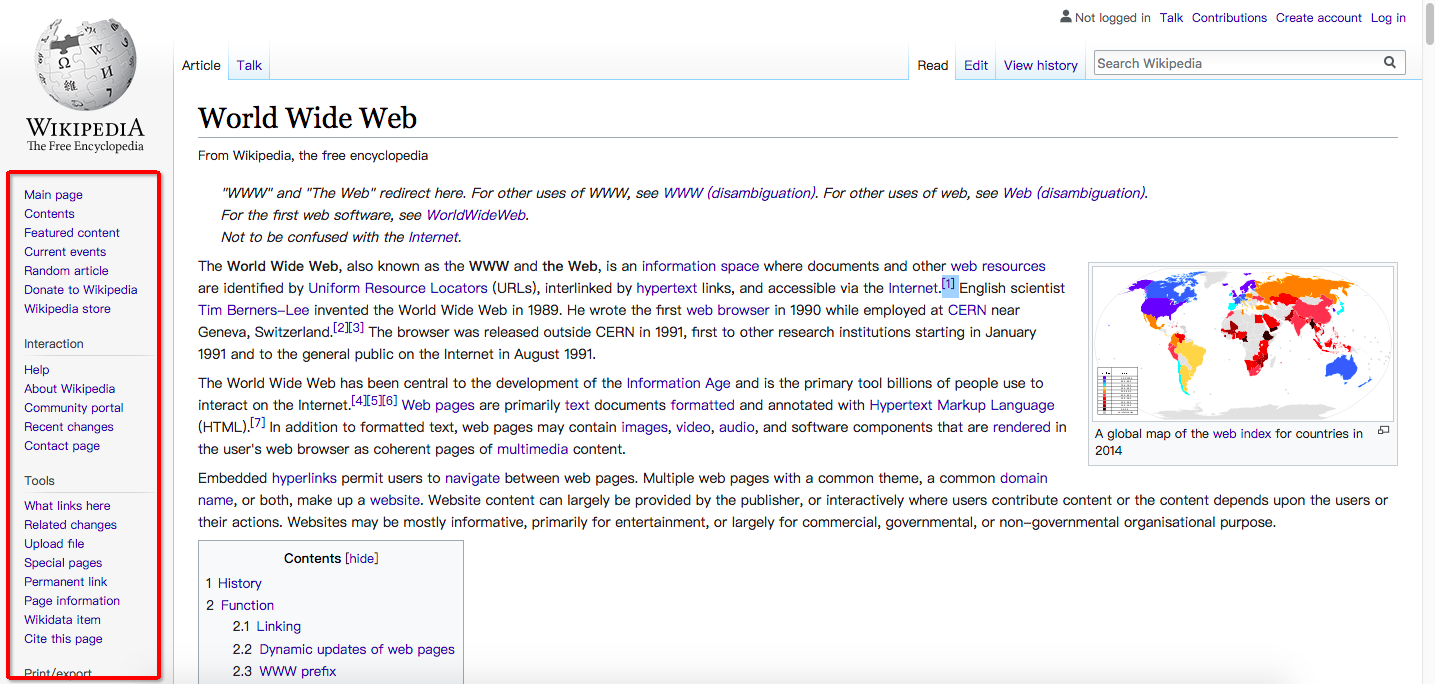 Not logged in Talk Contributions Create account Log in
WIKIPEDIA
The Free Encyclopedia
Main page
Contents
Featured content
Current events
Random article
Donate to Wikipedia
Wikipedia store
Interaction
Help
About Wikipedia
Community portal
Recent changes
Contact page
Tools
What links here
Related changes
Upload file
Special pages
Permanent link
Page information
Wikidata item
Cite this page
Print/export
Article Talk Read Edit View history Search Wikipedia
World Wide Web
From Wikipedia, the free encyclopedia
"WWW" and "The Web" redirect here. For other uses of WWW, see WWW (disambiguation). For other uses of web, see Web (disambiguation).
For the first web software, see WorldWideWeb.
Not to be confused with the Internet.
The World Wide Web, also known as the WWW and the Web, is an information space where documents and other web resources
are identified by Uniform Resource Locators (URLs), interlinked by hypertext links, and accessible via the Internet.[1] English scientist
Tim Berners-Lee invented the World Wide Web in 1989. He wrote the first web browser in 1990 while employed at CERN near
Geneva, Switzerland.[2][3] The browser was released outside CERN in 1991, first to other research institutions starting in January
1991 and to the general public on the Internet in August 1991.
The World Wide Web has been central to the development of the Information Age and is the primary tool billions of people use to
interact on the Internet.[4][5][6] Web pages are primarily text documents formatted and annotated with Hypertext Markup Language
(HTML).[7] In addition to formatted text, web pages may contain images, video, audio, and software components that are rendered in
the user's web browser as coherent pages of multimedia content.
A global map of the web index for countries in
2014
Embedded hyperlinks permit users to navigate between web pages. Multiple web pages with a common theme, a common domain
name, or both, make up a website. Website content can largely be provided by the publisher, or interactively where users contribute content or the content depends upon the users or
their actions. Websites may be mostly informative, primarily for entertainment, or largely for commercial, governmental, or non-governmental organisational purpose.
Contents [hide]
1 History
2 Function
2.1 Linking
2.2 Dynamic updates of web pages
2.3 WWW prefix